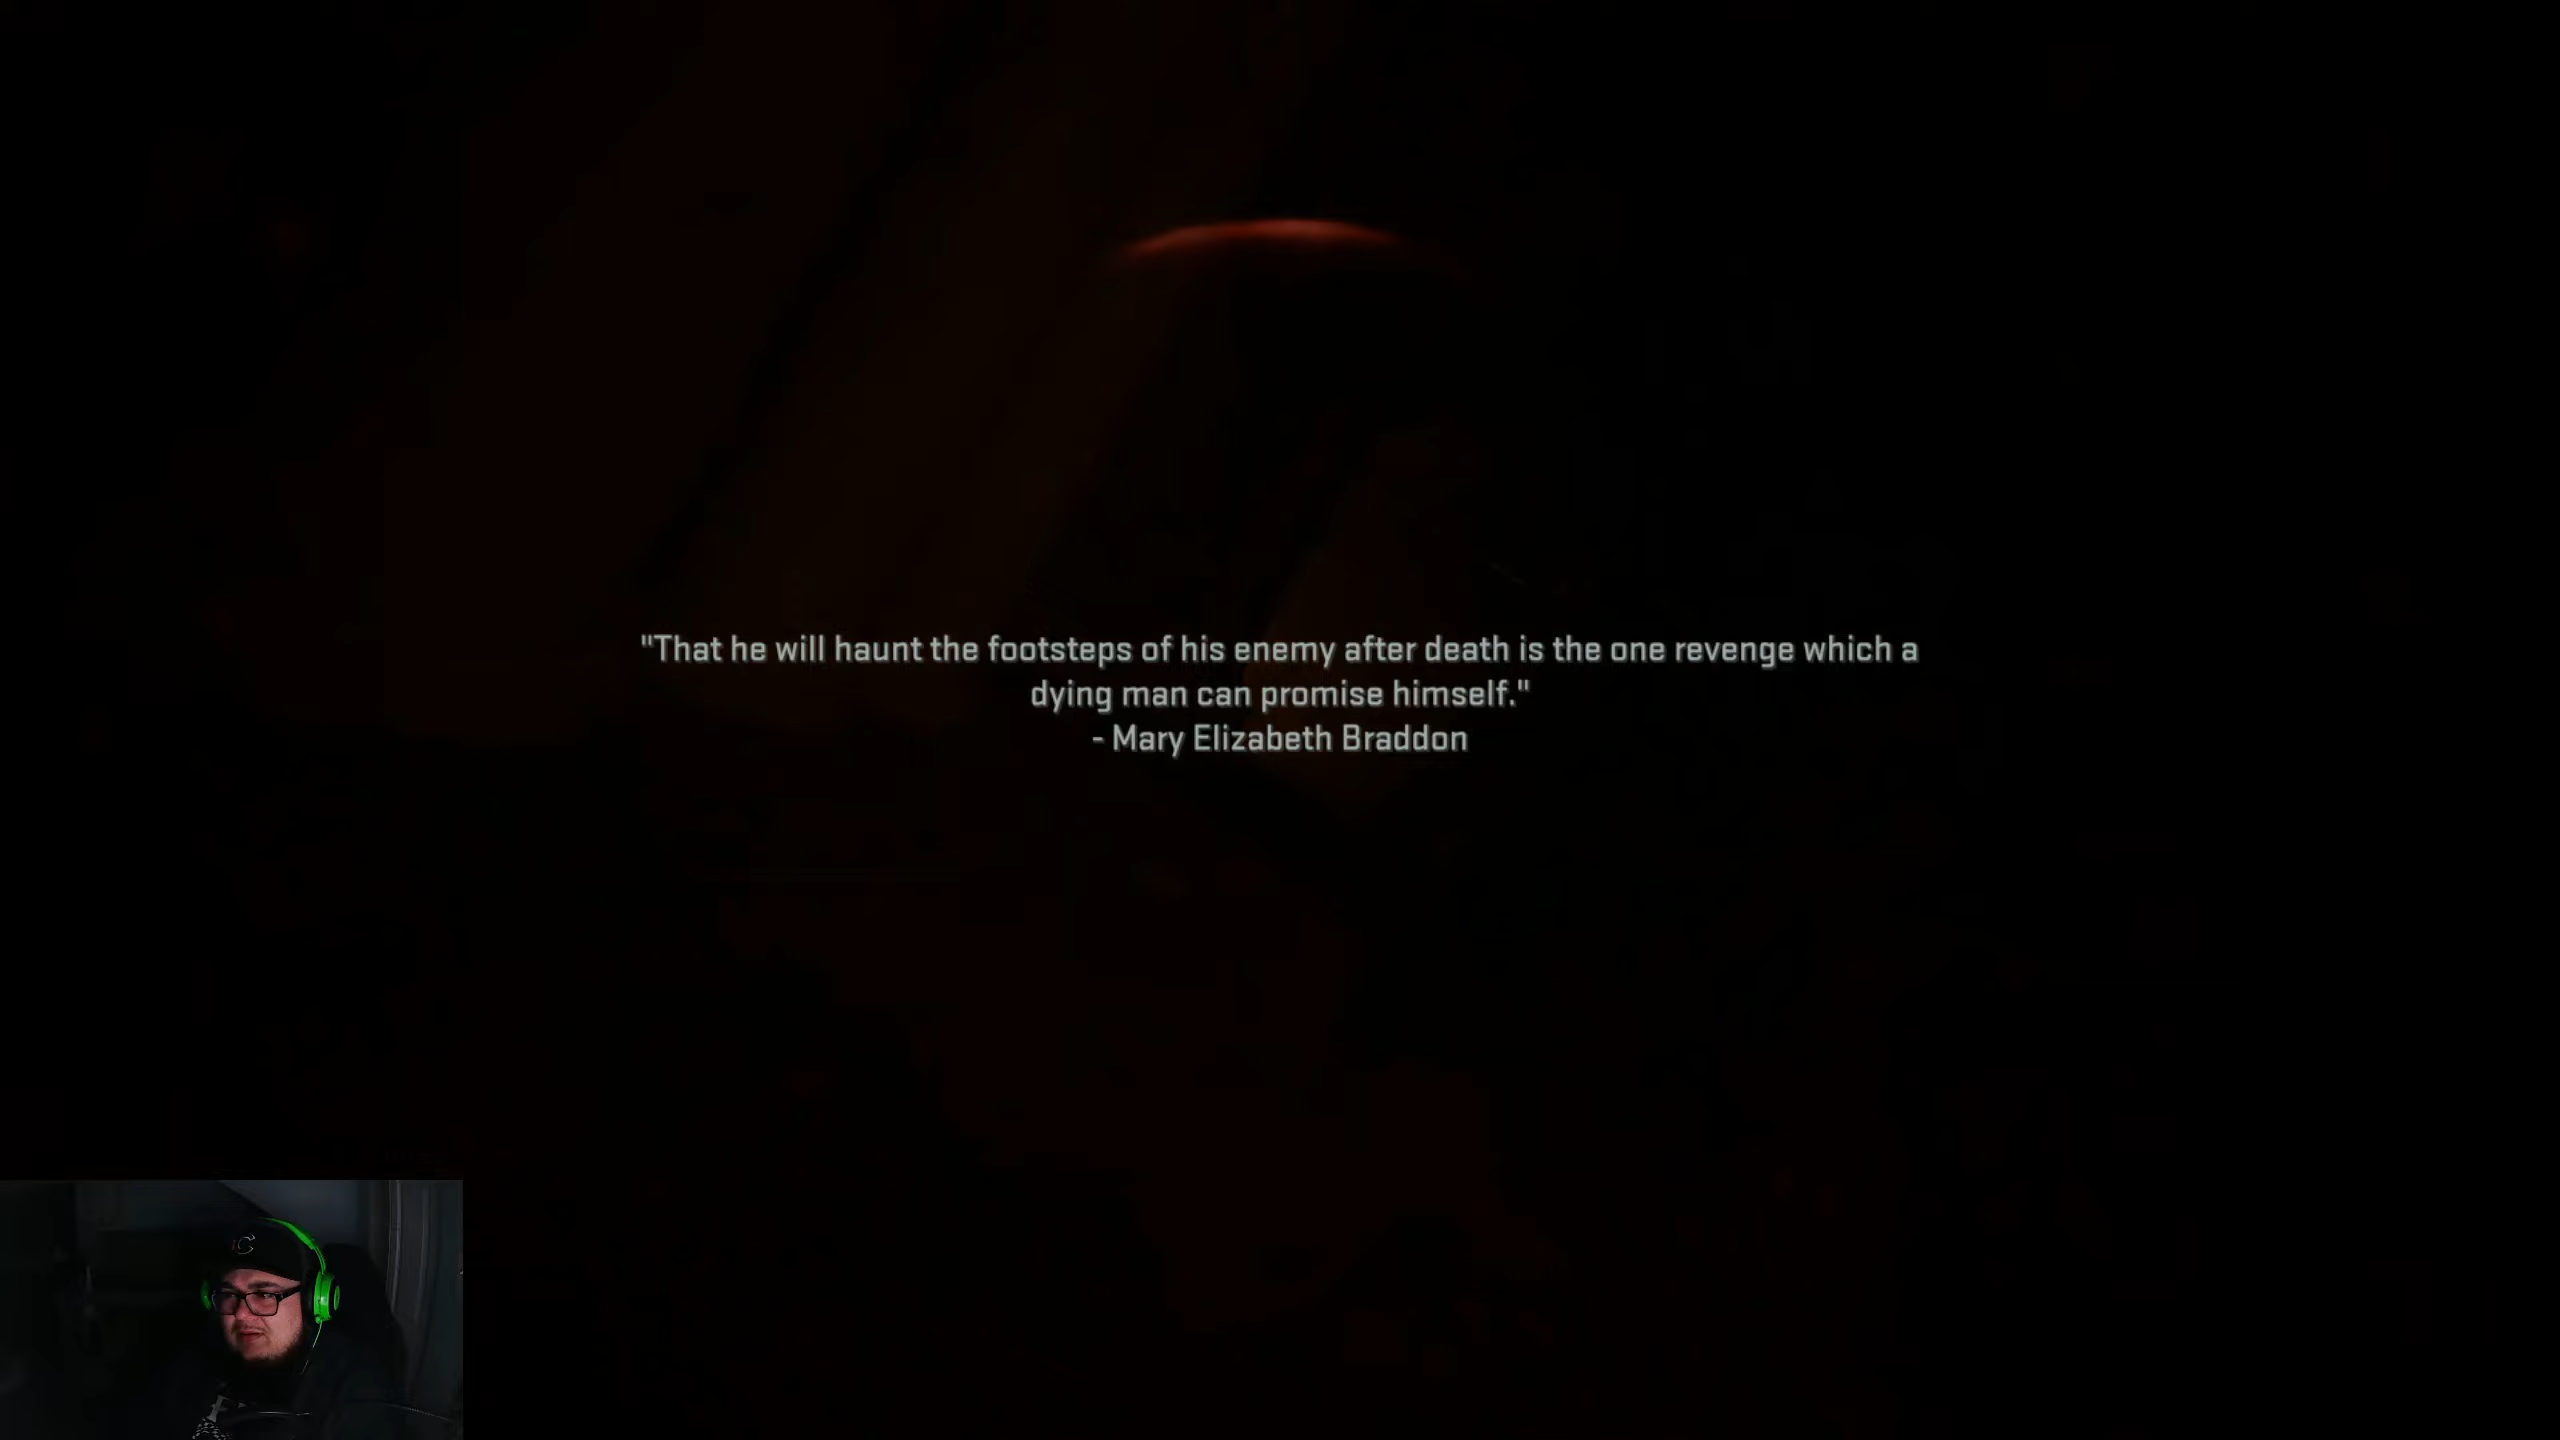 "That he will haunt the footsteps of his enemy after death is the one revenge which a
dying man can promise himself."
- Mary Elizabeth Braddon
C